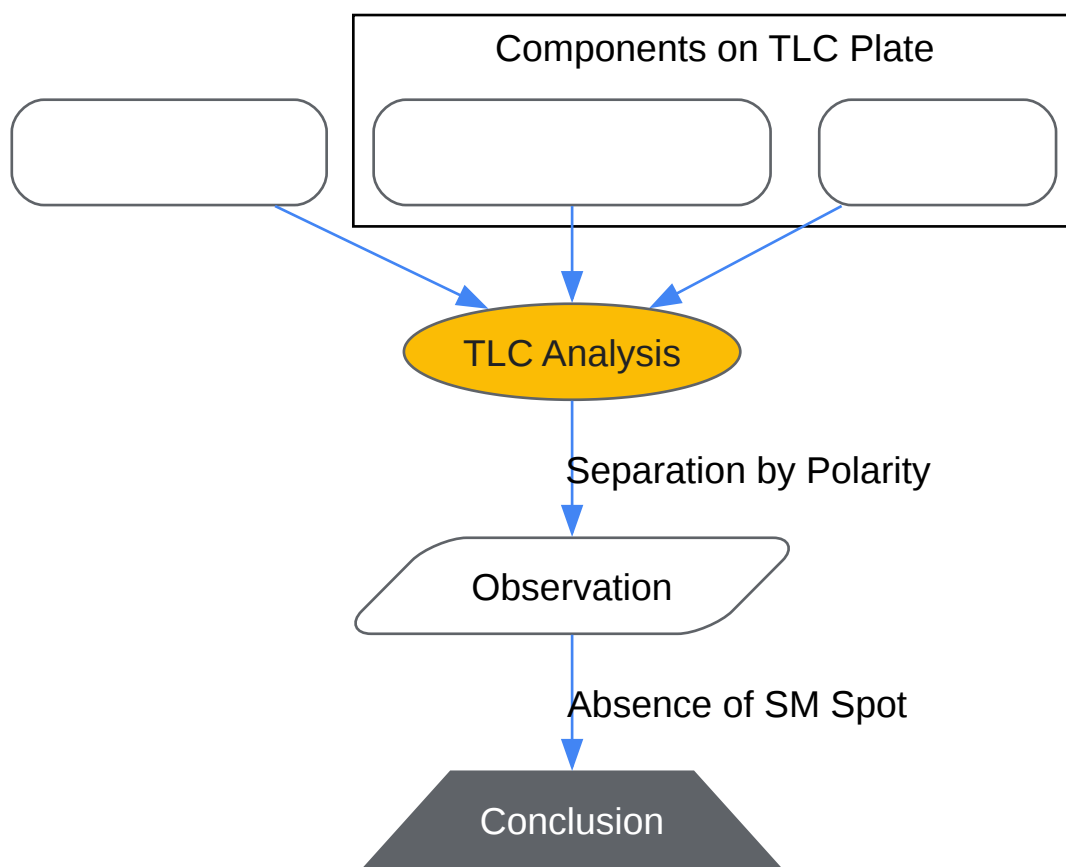 Components on TLC Plate
TLC Analysis
Separation by Polarity
Observation
Absence of SM Spot
Conclusion